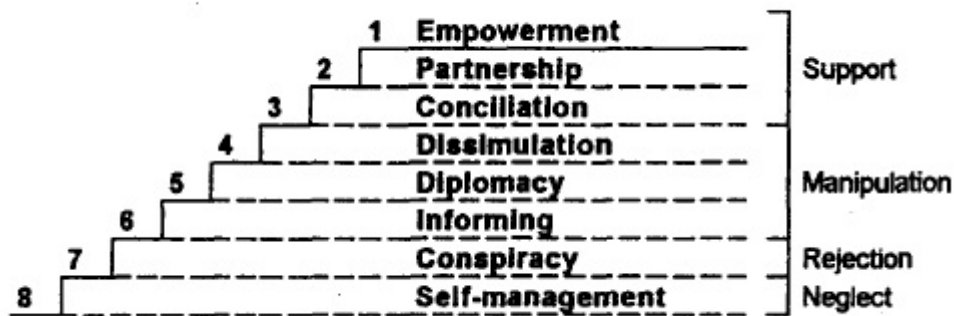 1 Empowerment
2 Partnership Support
3 Conciliation
4 Dissimulation
5 Diplomacy Manipulation
6 Informing
7 Conspiracy Rejection
8 Self-management Neglect